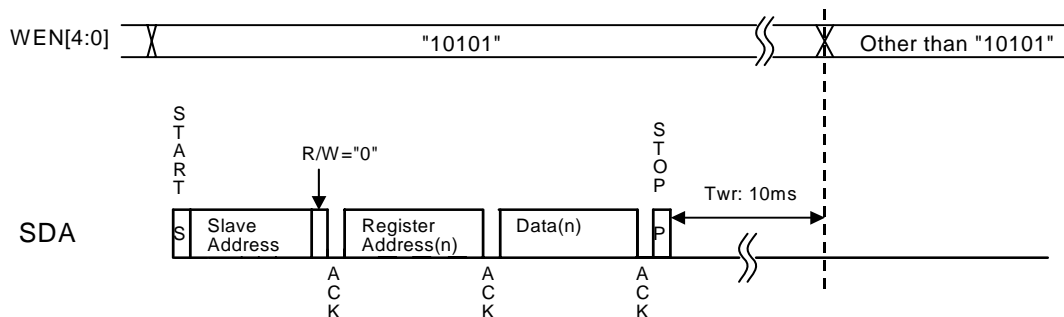 WEN[4:0]
"10101"
Other than "10101"
START
STOP
R/W="0"
Twr: 10ms
SDA
S
Slave
Address
Register
Address(n)
Data(n)
P
ACK
ACK
ACK